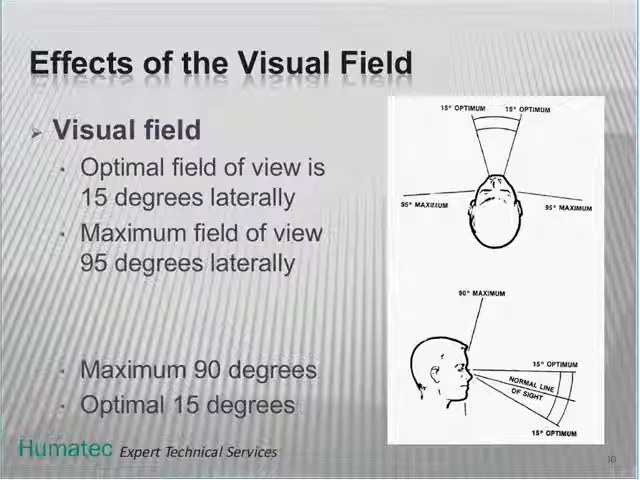 Effects of the Visual Field
Visual field
Optimal field of view is
15 degrees laterally
Maximum field of view
95 degrees laterally
Maximum 90 degrees
Optimal 15 degrees
Humatec Expert Technical Services
15° OPTIMUM 15° OPTIMUM
95° MAXIMUM 95° MAXIMUM
90° MAXIMUM
15° OPTIMUM
NORMAL LINE
OF SIGHT
15° OPTIMUM